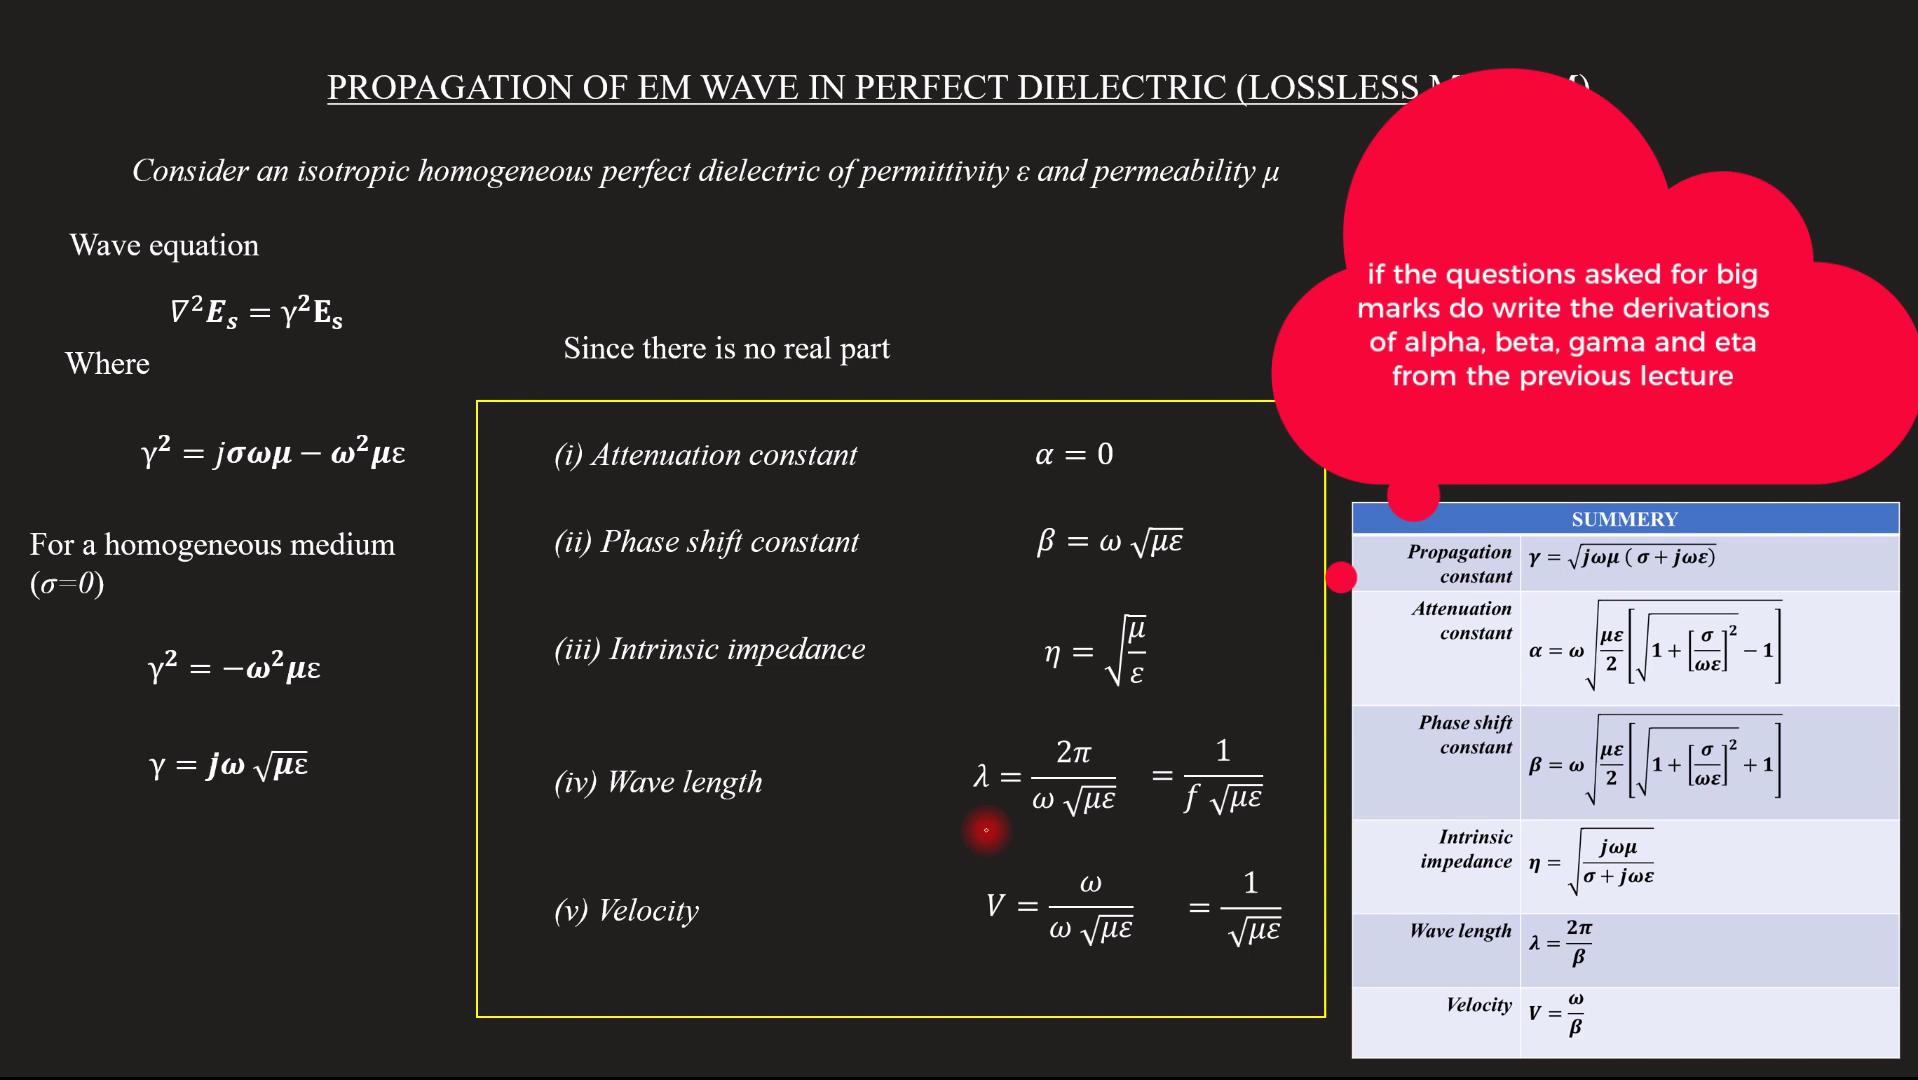 PROPAGATION OF EM WAVE IN PERFECT DIELECTRIC (LOSSLESS
Consider an isotropic homogeneous perfect dielectric of permittivity ε and permeability μ
Wave equation
∇²E_s = γ²E_s
Where
γ² = jσωμ − ω²με
For a homogeneous medium
(σ=0)
γ² = −ω²με
γ = jω √με
Since there is no real part
(i) Attenuation constant α = 0
(ii) Phase shift constant β = ω √με
(iii) Intrinsic impedance η = √(μ/ε)
(iv) Wave length λ = 2π/(ω √με) = 1/(f √με)
(v) Velocity V = ω/(ω √με) = 1/√με
if the questions asked for big
marks do write the derivations
of alpha, beta, gama and eta
from the previous lecture
SUMMERY
Propagation
constant
γ = √(jωμ ( σ + jωε))
Attenuation
constant
α = ω √(με/2 [√(1 + [σ/ωε]²) − 1])
Phase shift
constant
β = ω √(με/2 [√(1 + [σ/ωε]²) + 1])
Intrinsic
impedance
η = √(jωμ/(σ + jωε))
Wave length λ = 2π/β
Velocity V = ω/β